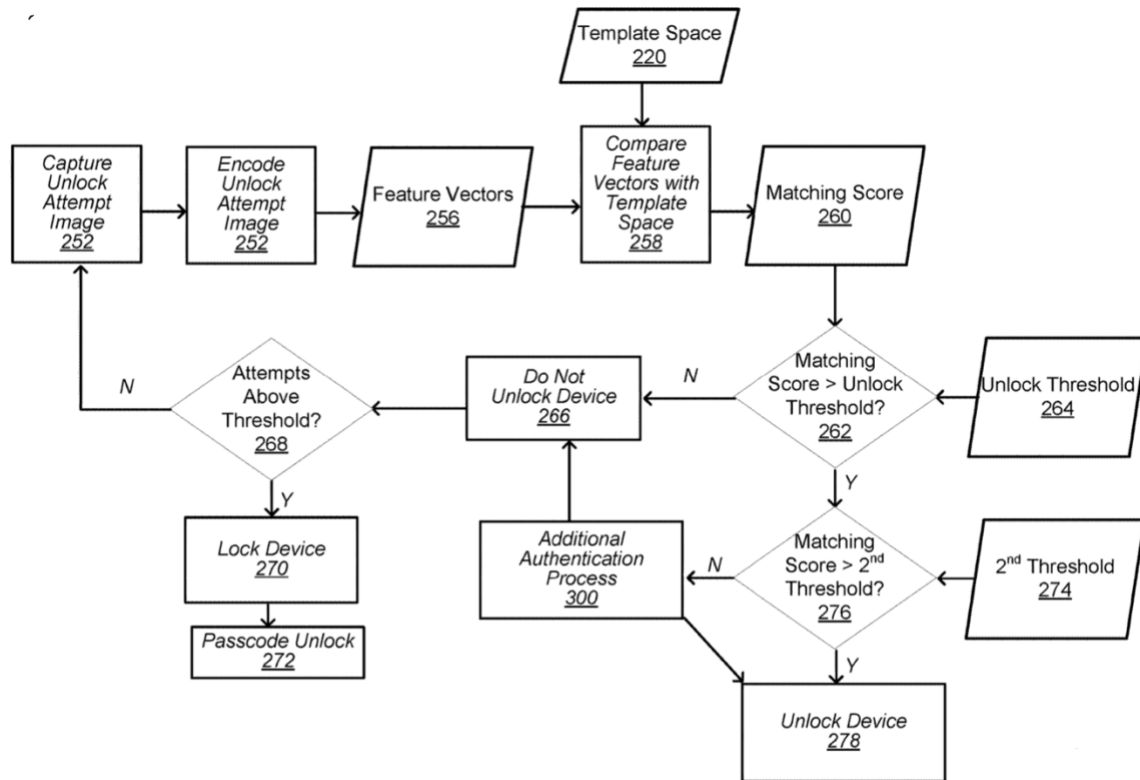 Template Space
220
Capture
Unlock
Attempt
Image
252
Encode
Unlock
Attempt
Image
252
Feature Vectors
256
Compare
Feature
Vectors with
Template
Space
258
Matching Score
260
Attempts
Above
Threshold?
268
N
Y
Do Not
Unlock Device
266
N
Matching
Score > Unlock
Threshold?
262
Y
Unlock Threshold
264
Lock Device
270
Passcode Unlock
272
Additional
Authentication
Process
300
N
Matching
Score > 2nd
Threshold?
276
Y
2nd Threshold
274
Unlock Device
278